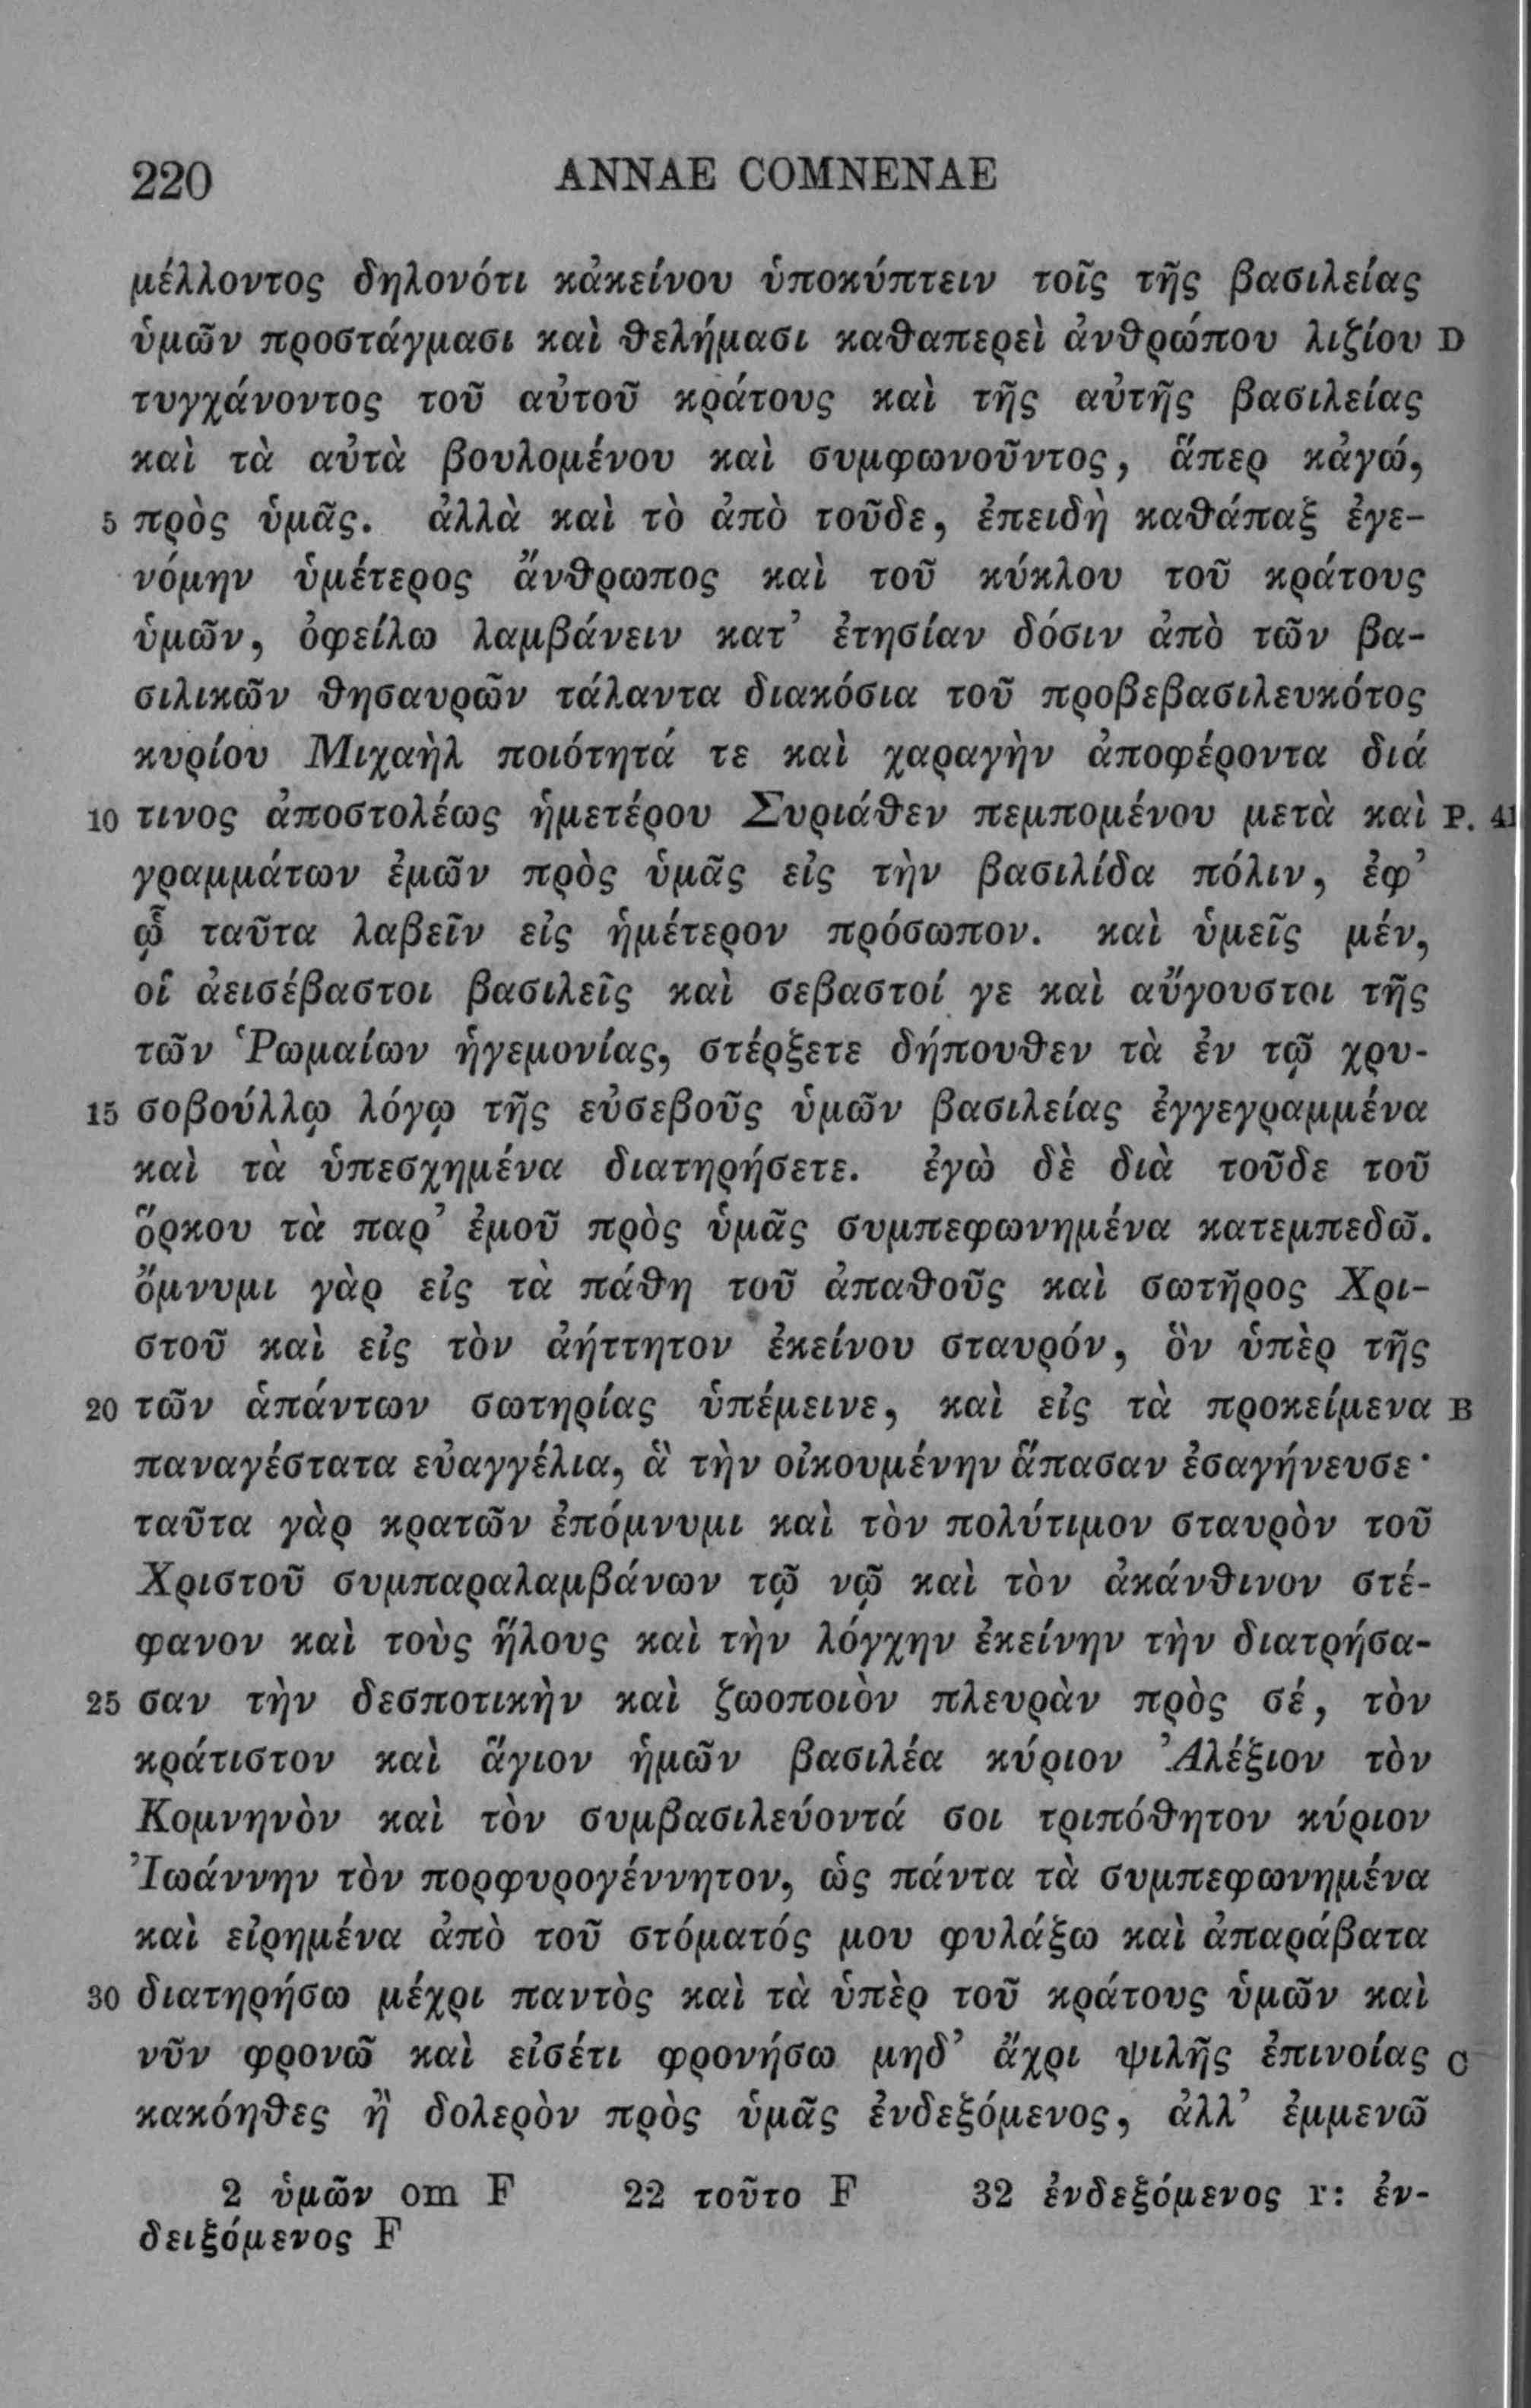 220 ANNAE COMNENAE
μέλλοντος δηλονότι κἀκείνου ὑποκύπτειν τοῖς τῆς βασιλείας
ὑμῶν προστάγμασι καὶ θελήμασι καθαπερεὶ ἀνθρώπου λιζίου D
τυγχάνοντος τοῦ αὐτοῦ κράτους καὶ τῆς αὐτῆς βασιλείας
καὶ τὰ αὐτὰ βουλομένου καὶ συμφωνοῦντος, ἅπερ κἀγώ,
5 πρὸς ὑμᾶς. ἀλλὰ καὶ τὸ ἀπὸ τοῦδε, ἐπειδὴ καθάπαξ ἐγε-
νόμην ὑμέτερος ἄνθρωπος καὶ τοῦ κύκλου τοῦ κράτους
ὑμῶν, ὀφείλω λαμβάνειν κατ’ ἐτησίαν δόσιν ἀπὸ τῶν βα-
σιλικῶν θησαυρῶν τάλαντα διακόσια τοῦ προβεβασιλευκότος
κυρίου Μιχαὴλ ποιότητά τε καὶ χαραγὴν ἀποφέροντα διά
10 τινος ἀποστολέως ἡμετέρου Συριάθεν πεμπομένου μετὰ καὶ P. 41
γραμμάτων ἐμῶν πρὸς ὑμᾶς εἰς τὴν βασιλίδα πόλιν, ἐφ’
ᾧ ταῦτα λαβεῖν εἰς ἡμέτερον πρόσωπον. καὶ ὑμεῖς μέν,
οἱ ἀεισέβαστοι βασιλεῖς καὶ σεβαστοί γε καὶ αὔγουστοι τῆς
τῶν Ῥωμαίων ἡγεμονίας, στέρξετε δήπουθεν τὰ ἐν τῷ χρυ-
15 σοβούλλῳ λόγῳ τῆς εὐσεβοῦς ὑμῶν βασιλείας ἐγγεγραμμένα
καὶ τὰ ὑπεσχημένα διατηρήσετε. ἐγὼ δὲ διὰ τοῦδε τοῦ
ὅρκου τὰ παρ’ ἐμοῦ πρὸς ὑμᾶς συμπεφωνημένα κατεμπεδῶ.
ὄμνυμι γὰρ εἰς τὰ πάθη τοῦ ἀπαθοῦς καὶ σωτῆρος Χρι-
στοῦ καὶ εἰς τὸν ἀήττητον ἐκείνου σταυρόν, ὃν ὑπὲρ τῆς
20 τῶν ἁπάντων σωτηρίας ὑπέμεινε, καὶ εἰς τὰ προκείμενα B
παναγέστατα εὐαγγέλια, ἃ τὴν οἰκουμένην ἅπασαν ἐσαγήνευσε·
ταῦτα γὰρ κρατῶν ἐπόμνυμι καὶ τὸν πολύτιμον σταυρὸν τοῦ
Χριστοῦ συμπαραλαμβάνων τῷ νῷ καὶ τὸν ἀκάνθινον στέ-
φανον καὶ τοὺς ἥλους καὶ τὴν λόγχην ἐκείνην τὴν διατρήσα-
25 σαν τὴν δεσποτικὴν καὶ ζωοποιὸν πλευρὰν πρὸς σέ, τὸν
κράτιστον καὶ ἅγιον ἡμῶν βασιλέα κύριον Ἀλέξιον τὸν
Κομνηνὸν καὶ τὸν συμβασιλεύοντά σοι τριπόθητον κύριον
Ἰωάννην τὸν πορφυρογέννητον, ὡς πάντα τὰ συμπεφωνημένα
καὶ εἰρημένα ἀπὸ τοῦ στόματός μου φυλάξω καὶ ἀπαράβατα
30 διατηρήσω μέχρι παντὸς καὶ τὰ ὑπὲρ τοῦ κράτους ὑμῶν καὶ
νῦν φρονῶ καὶ εἰσέτι φρονήσω μηδ’ ἄχρι ψιλῆς ἐπινοίας C
κακόηθες ἢ δολερὸν πρὸς ὑμᾶς ἐνδεξόμενος, ἀλλ’ ἐμμενῶ
2 ὑμῶν om F 22 τοῦτο F 32 ἐνδεξόμενος r: ἐν-
δειξόμενος F